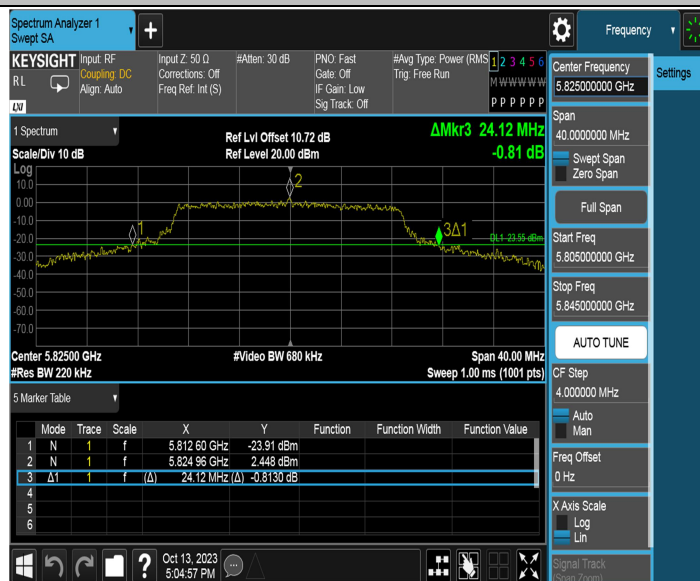 Spectrum Analyzer 1
Swept SA
Frequency
KEYSIGHT
Input: RF
Input Z: 50 Ω
#Atten: 30 dB
PNO: Fast
#Avg Type: Power (RMS
1 2 3 4 5 6
R L
Coupling: DC
Corrections: Off
Gate: Off
Trig: Free Run
M W W W W W
Align: Auto
Freq Ref: Int (S)
IF Gain: Low
Sig Track: Off
P P P P P P
LXI
Center Frequency
5.825000000 GHz
Settings
Span
40.0000000 MHz
Swept Span
Zero Span
Full Span
Start Freq
5.805000000 GHz
Stop Freq
5.845000000 GHz
AUTO TUNE
CF Step
4.000000 MHz
Auto
Man
Freq Offset
0 Hz
X Axis Scale
Log
Lin
Signal Track
(Span Zoom)
1 Spectrum
Ref Lvl Offset 10.72 dB
ΔMkr3 24.12 MHz
Scale/Div 10 dB
Ref Level 20.00 dBm
-0.81 dB
Log
10.0
0.00
-10.0
-20.0
-30.0
-40.0
-50.0
-60.0
-70.0
1
2
3Δ1
DL1 -23.55 dBm
Center 5.82500 GHz
#Video BW 680 kHz
Span 40.00 MHz
#Res BW 220 kHz
Sweep 1.00 ms (1001 pts)
5 Marker Table
Mode Trace Scale X Y Function Function Width Function Value
1 N 1 f 5.812 60 GHz -23.91 dBm
2 N 1 f 5.824 96 GHz 2.448 dBm
3 Δ1 1 f (Δ) 24.12 MHz (Δ) -0.8130 dB
4
5
6
Oct 13, 2023
5:04:57 PM